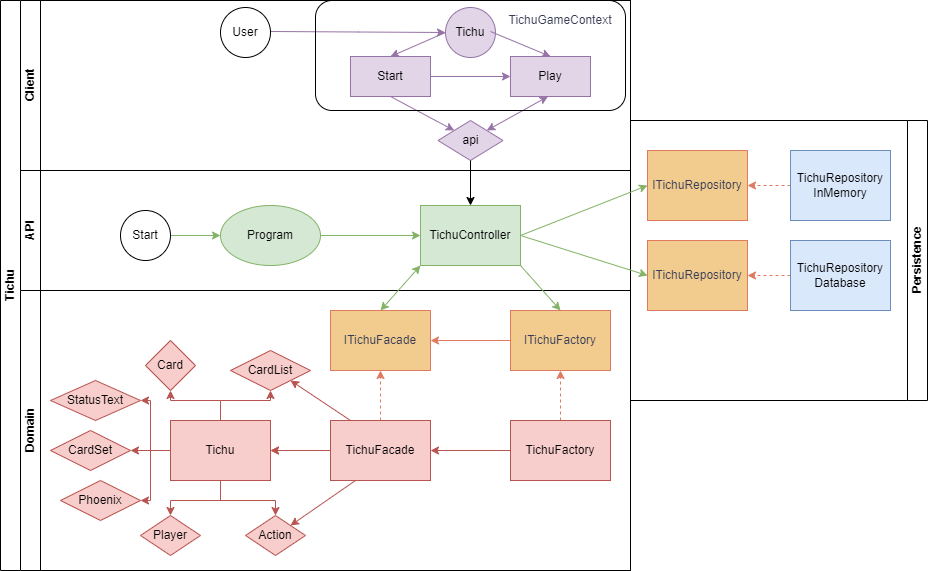 Tichu
Client
User
Tichu
TichuGameContext
Start
Play
api
API
Start
Program
TichuController
Persistence
ITichuRepository
TichuRepository
InMemory
ITichuRepository
TichuRepository
Database
Domain
ITichuFacade
ITichuFactory
Card
CardList
StatusText
CardSet
Tichu
TichuFacade
TichuFactory
Phoenix
Player
Action